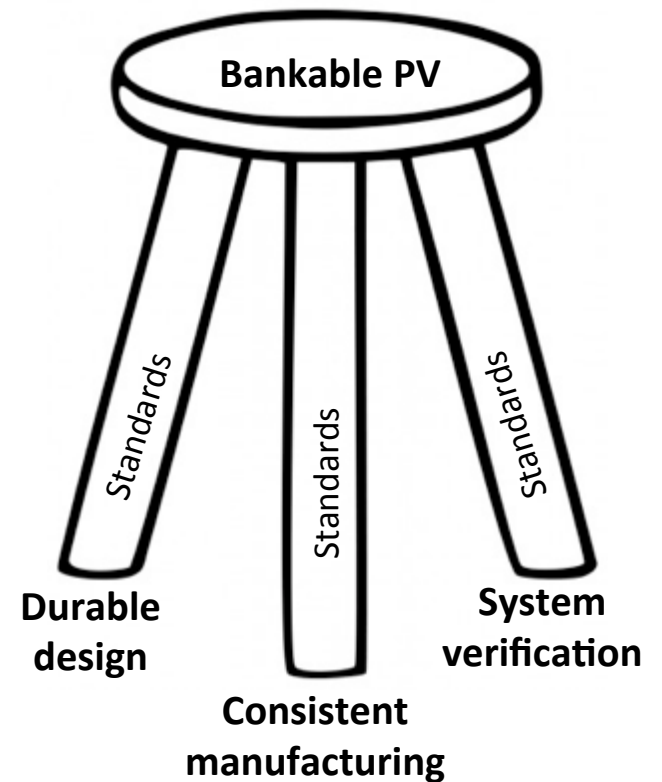 Bankable PV
Standards
Standards
Standards
Durable
design
System
verification
Consistent
manufacturing